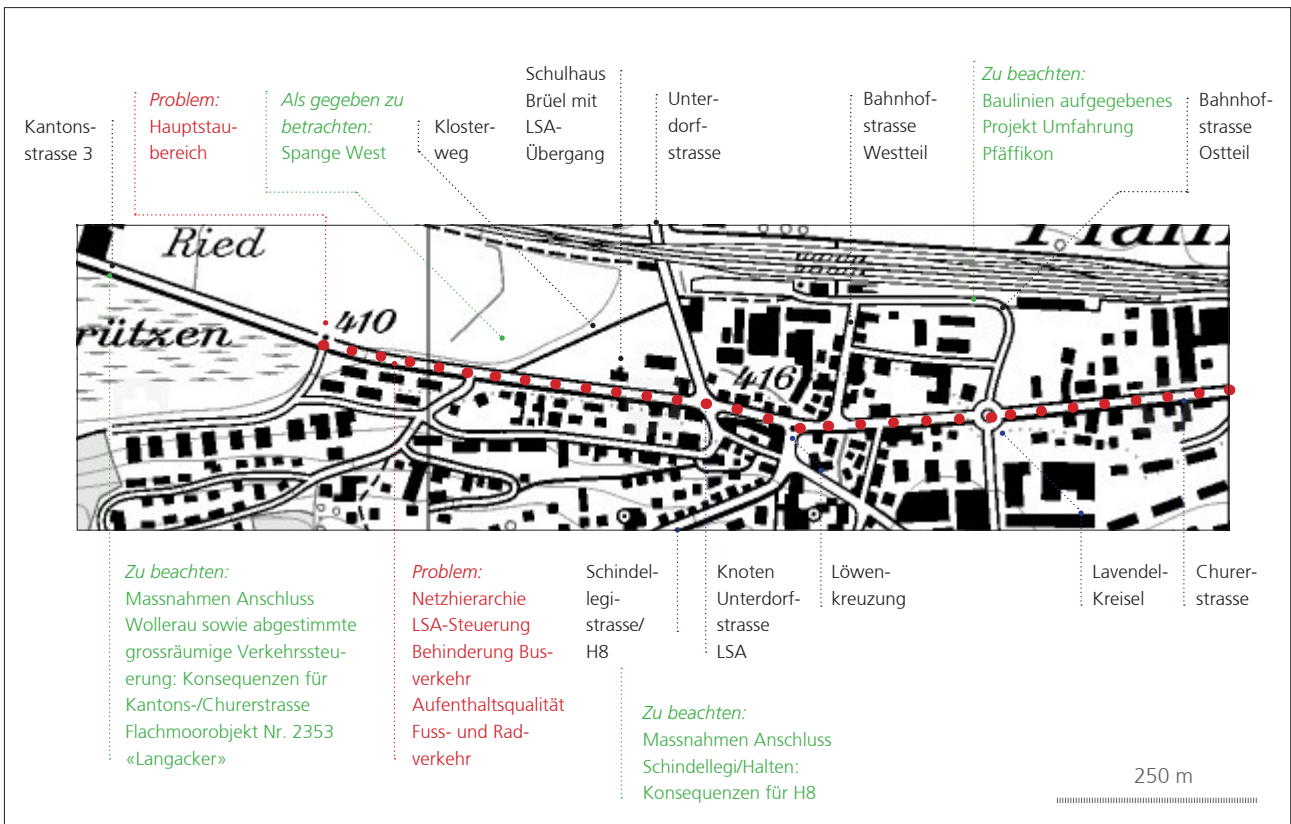 Kantons-
strasse 3
Problem:
Hauptstau-
bereich
Als gegeben zu
betrachten:
Spange West
Kloster-
weg
Schulhaus
Brüel mit
LSA-
Übergang
Unter-
dorf-
strasse
Bahnhof-
strasse
Westteil
Zu beachten:
Baulinien aufgegebenes
Projekt Umfahrung
Pfäffikon
Bahnhof-
strasse
Ostteil
Ried
410
rützen
416
Zu beachten:
Massnahmen Anschluss
Wollerau sowie abgestimmte
grossräumige Verkehrssteu-
erung: Konsequenzen für
Kantons-/Churerstrasse
Flachmoorobjekt Nr. 2353
«Langacker»
Problem:
Netzhierarchie
LSA-Steuerung
Behinderung Bus-
verkehr
Aufenthaltsqualität
Fuss- und Rad-
verkehr
Schindel-
legi-
strasse/
H8
Knoten
Unterdorf-
strasse
LSA
Löwen-
kreuzung
Lavendel-
Kreisel
Churer-
strasse
Zu beachten:
Massnahmen Anschluss
Schindellegi/Halten:
Konsequenzen für H8
250 m